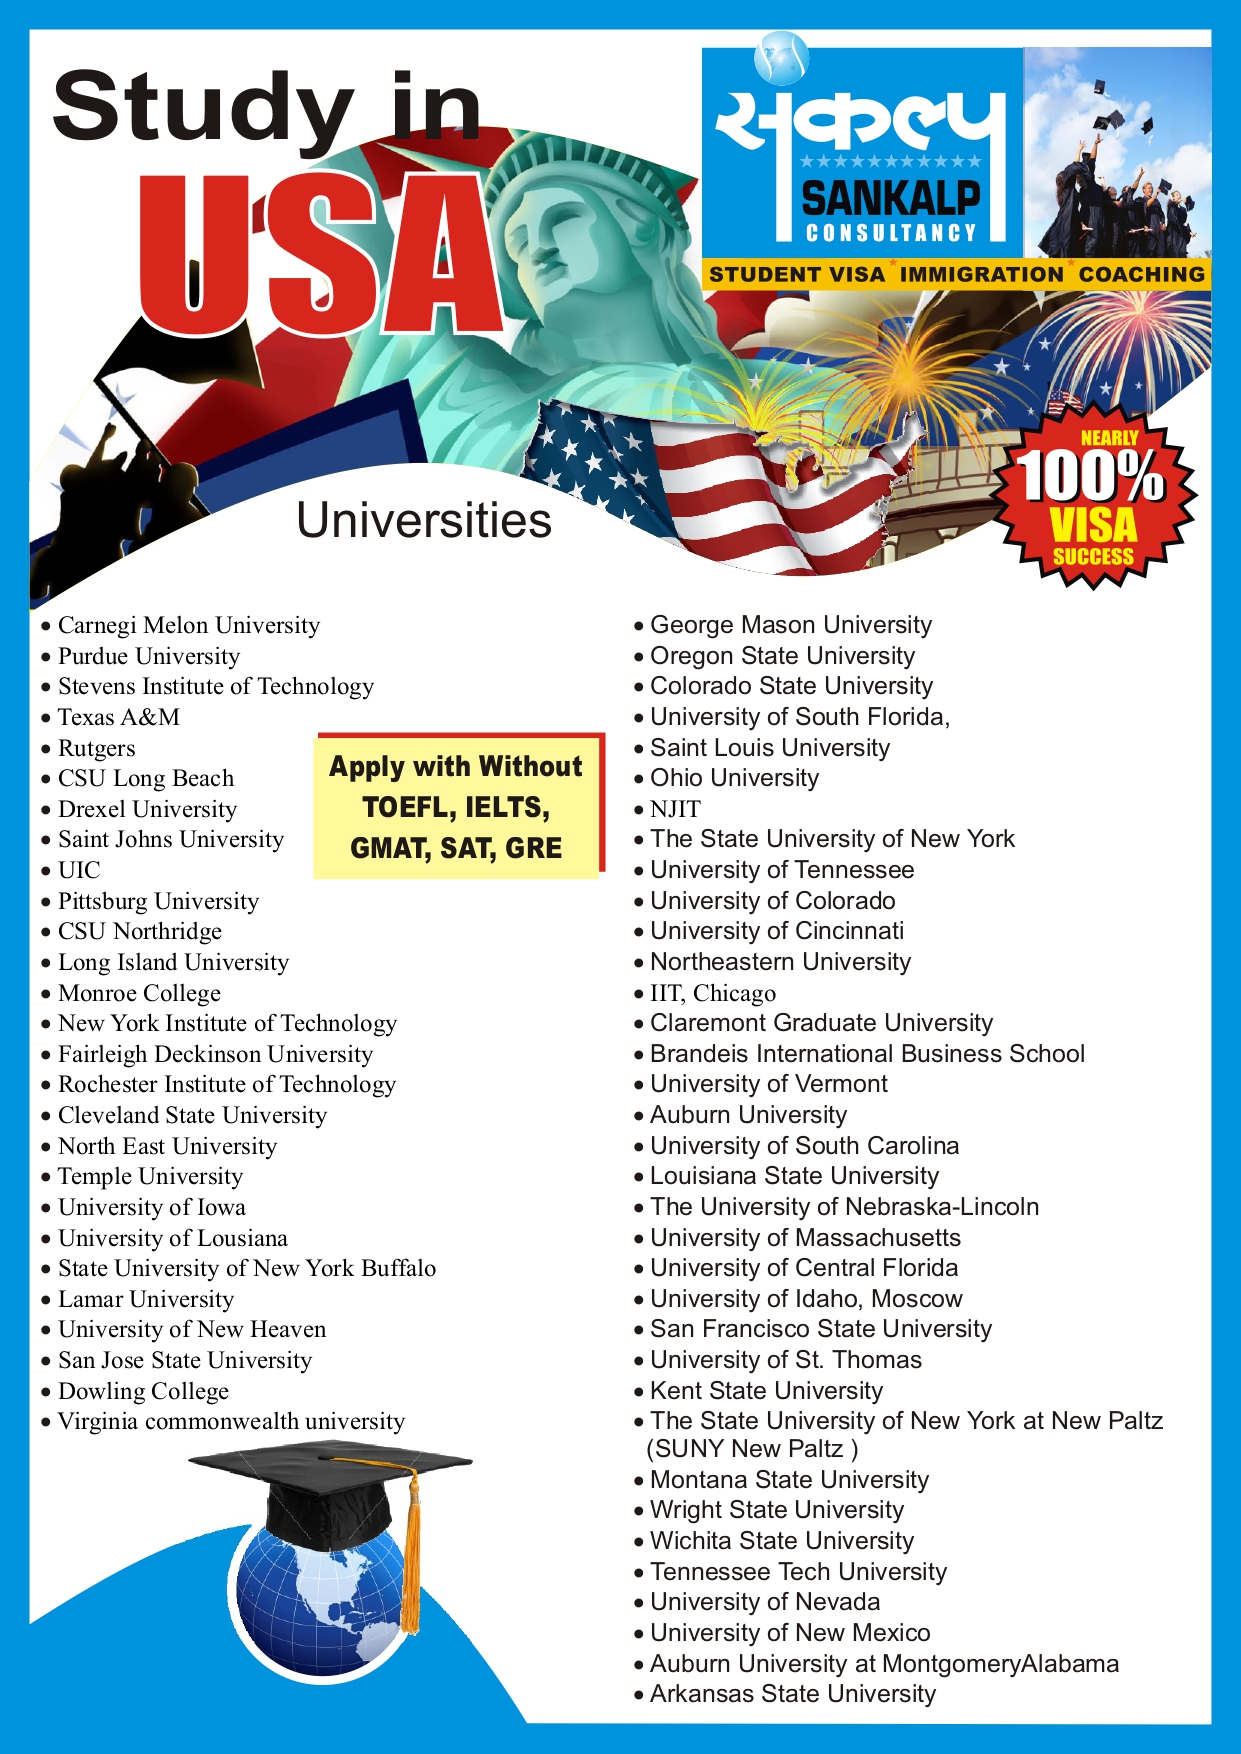 Study in
USA
संकल्प
SANKALP
CONSULTANCY
STUDENT VISA * IMMIGRATION * COACHING
NEARLY
100%
VISA
SUCCESS
Universities
• Carnegi Melon University
• Purdue University
• Stevens Institute of Technology
• Texas A&M
• Rutgers
• CSU Long Beach
• Drexel University
• Saint Johns University
• UIC
• Pittsburg University
• CSU Northridge
• Long Island University
• Monroe College
• New York Institute of Technology
• Fairleigh Deckinson University
• Rochester Institute of Technology
• Cleveland State University
• North East University
• Temple University
• University of Iowa
• University of Lousiana
• State University of New York Buffalo
• Lamar University
• University of New Heaven
• San Jose State University
• Dowling College
• Virginia commonwealth university
Apply with Without
TOEFL, IELTS,
GMAT, SAT, GRE
• George Mason University
• Oregon State University
• Colorado State University
• University of South Florida,
• Saint Louis University
• Ohio University
• NJIT
• The State University of New York
• University of Tennessee
• University of Colorado
• University of Cincinnati
• Northeastern University
• IIT, Chicago
• Claremont Graduate University
• Brandeis International Business School
• University of Vermont
• Auburn University
• University of South Carolina
• Louisiana State University
• The University of Nebraska-Lincoln
• University of Massachusetts
• University of Central Florida
• University of Idaho, Moscow
• San Francisco State University
• University of St. Thomas
• Kent State University
• The State University of New York at New Paltz
(SUNY New Paltz )
• Montana State University
• Wright State University
• Wichita State University
• Tennessee Tech University
• University of Nevada
• University of New Mexico
• Auburn University at MontgomeryAlabama
• Arkansas State University